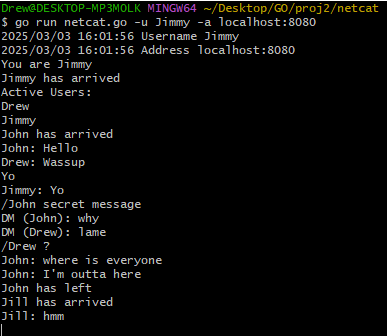 Drew@DESKTOP-MP3MOLK MINGW64 ~/Desktop/GO/proj2/netcat
$ go run netcat.go -u Jimmy -a localhost:8080
2025/03/03 16:01:56 Username Jimmy
2025/03/03 16:01:56 Address localhost:8080
You are Jimmy
Jimmy has arrived
Active Users:
Drew
Jimmy
John has arrived
John: Hello
Drew: Wassup
Yo
Jimmy: Yo
/John secret message
DM (John): why
DM (Drew): lame
/Drew ?
John: where is everyone
John: I'm outta here
John has left
Jill has arrived
Jill: hmm